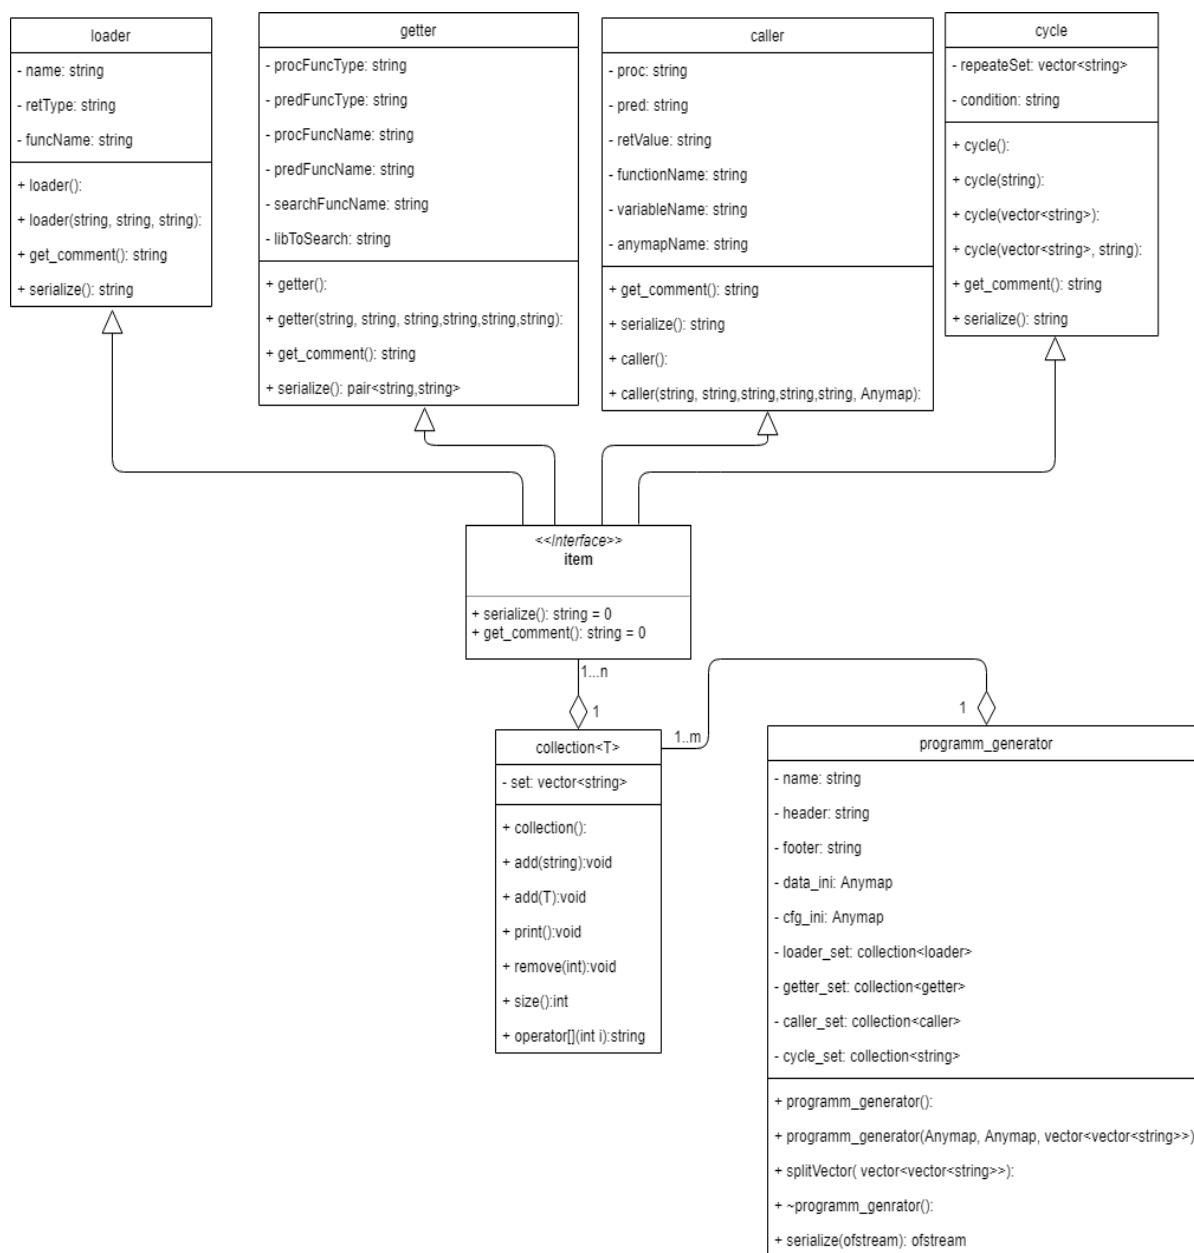 loader
- name: string
- retType: string
- funcName: string
+ loader():
+ loader(string, string, string):
+ get_comment(): string
+ serialize(): string
getter
- procFuncType: string
- predFuncType: string
- procFuncName: string
- predFuncName: string
- searchFuncName: string
- libToSearch: string
+ getter():
+ getter(string, string, string,string,string,string):
+ get_comment(): string
+ serialize(): pair<string,string>
caller
- proc: string
- pred: string
- retValue: string
- functionName: string
- variableName: string
- anymapName: string
+ get_comment(): string
+ serialize(): string
+ caller():
+ caller(string, string,string,string,string, Anymap):
cycle
- repeateSet: vector<string>
- condition: string
+ cycle():
+ cycle(string):
+ cycle(vector<string>):
+ cycle(vector<string>, string):
+ get_comment(): string
+ serialize(): string
<<Interface>>
item
+ serialize(): string = 0
+ get_comment(): string = 0
1...n
1
1..m
1
collection<T>
- set: vector<string>
+ collection():
+ add(string):void
+ add(T):void
+ print():void
+ remove(int):void
+ size():int
+ operator[](int i):string
programm_generator
- name: string
- header: string
- footer: string
- data_ini: Anymap
- cfg_ini: Anymap
- loader_set: collection<loader>
- getter_set: collection<getter>
- caller_set: collection<caller>
- cycle_set: collection<string>
+ programm_generator():
+ programm_generator(Anymap, Anymap, vector<vector<string>>)
+ splitVector( vector<vector<string>>):
+ ~programm_genrator():
+ serialize(ofstream): ofstream